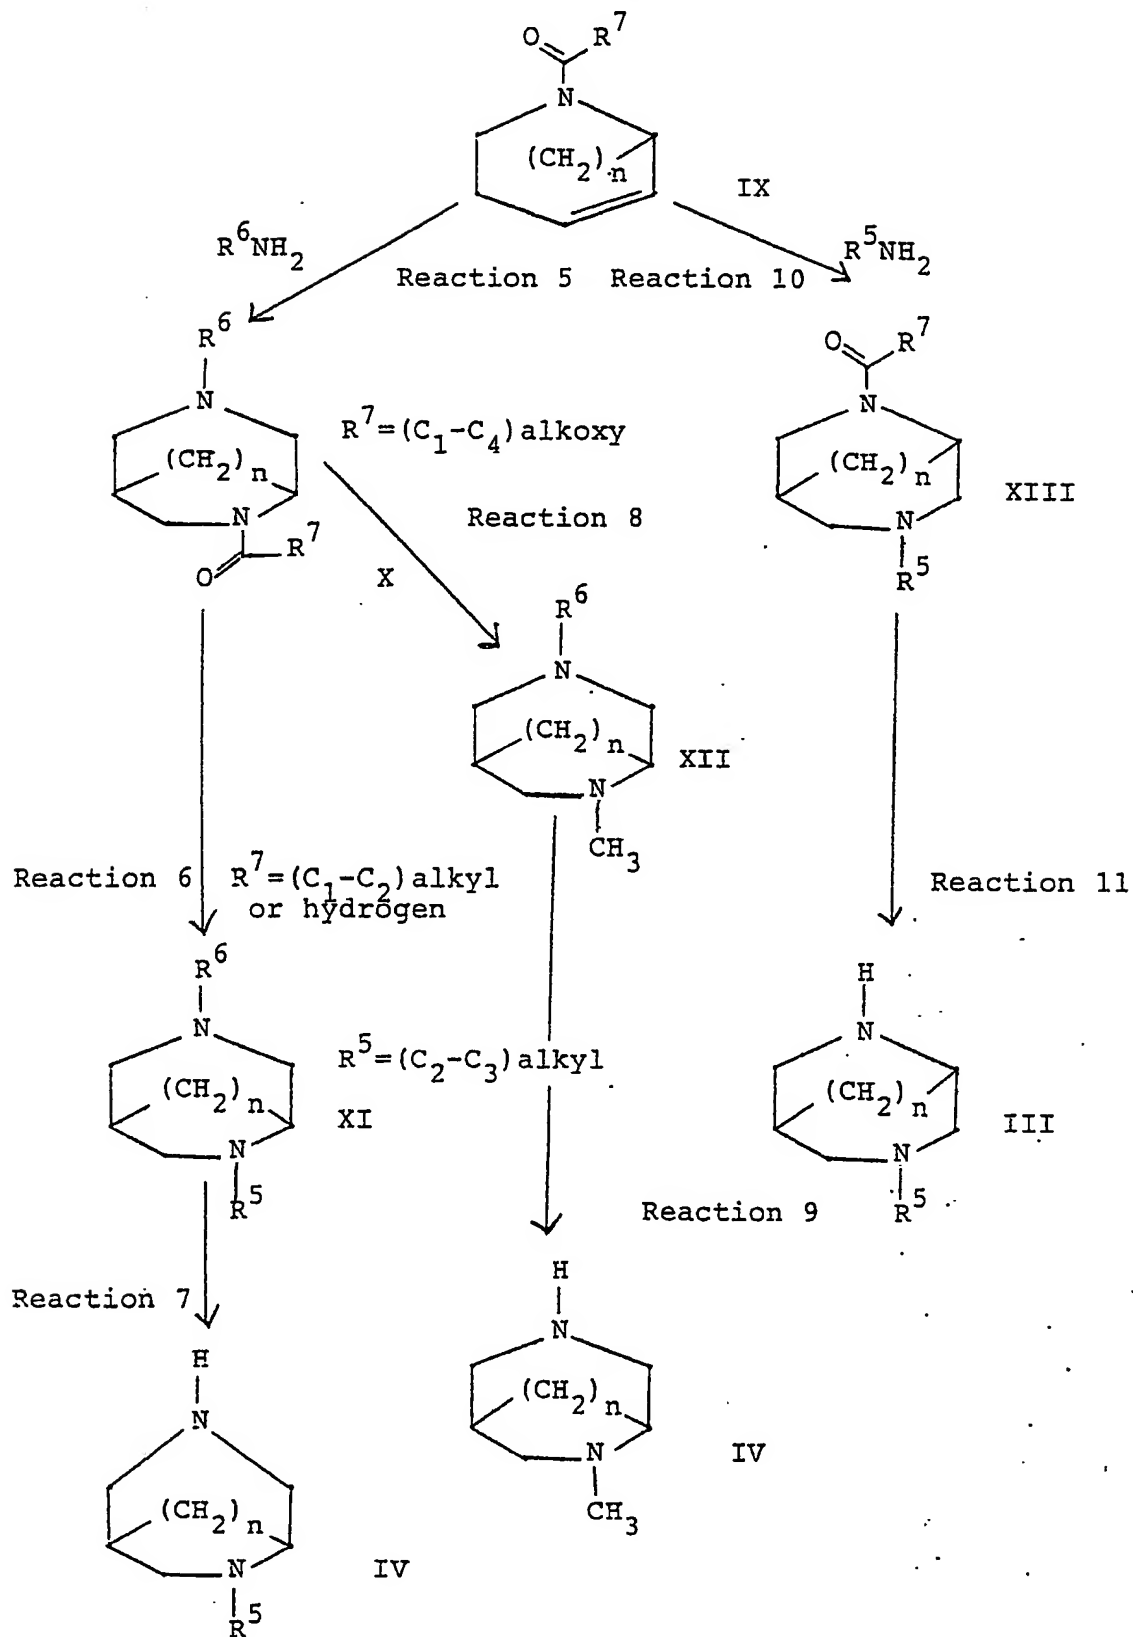 O R⁷
N
(CH₂)ₙ
IX
R⁶NH₂
R⁵NH₂
Reaction 5 Reaction 10
R⁶
N
(CH₂)ₙ
N
O R⁷
X
R⁷=(C₁-C₄)alkoxy
Reaction 8
O R⁷
N
(CH₂)ₙ
N
R⁵
XIII
R⁶
N
(CH₂)ₙ
N
CH₃
XII
Reaction 6
R⁷=(C₁-C₂)alkyl
or hydrogen
Reaction 11
R⁶
N
(CH₂)ₙ
N
R⁵
XI
R⁵=(C₂-C₃)alkyl
H
N
(CH₂)ₙ
N
R⁵
III
Reaction 9
Reaction 7
H
N
(CH₂)ₙ
N
CH₃
IV
H
N
(CH₂)ₙ
N
R⁵
IV